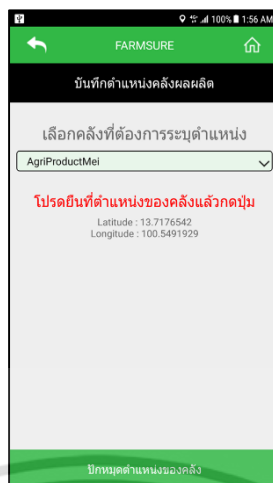 100% 1:56 AM
FARMSURE
บันทึกตำแหน่งคลังผลผลิต
เลือกคลังที่ต้องการระบุตำแหน่ง
AgriProductMei
โปรดยืนที่ตำแหน่งของคลังแล้วกดปุ่ม
Latitude : 13.7176542
Longitude : 100.5491929
ปักหมุดตำแหน่งของคลัง